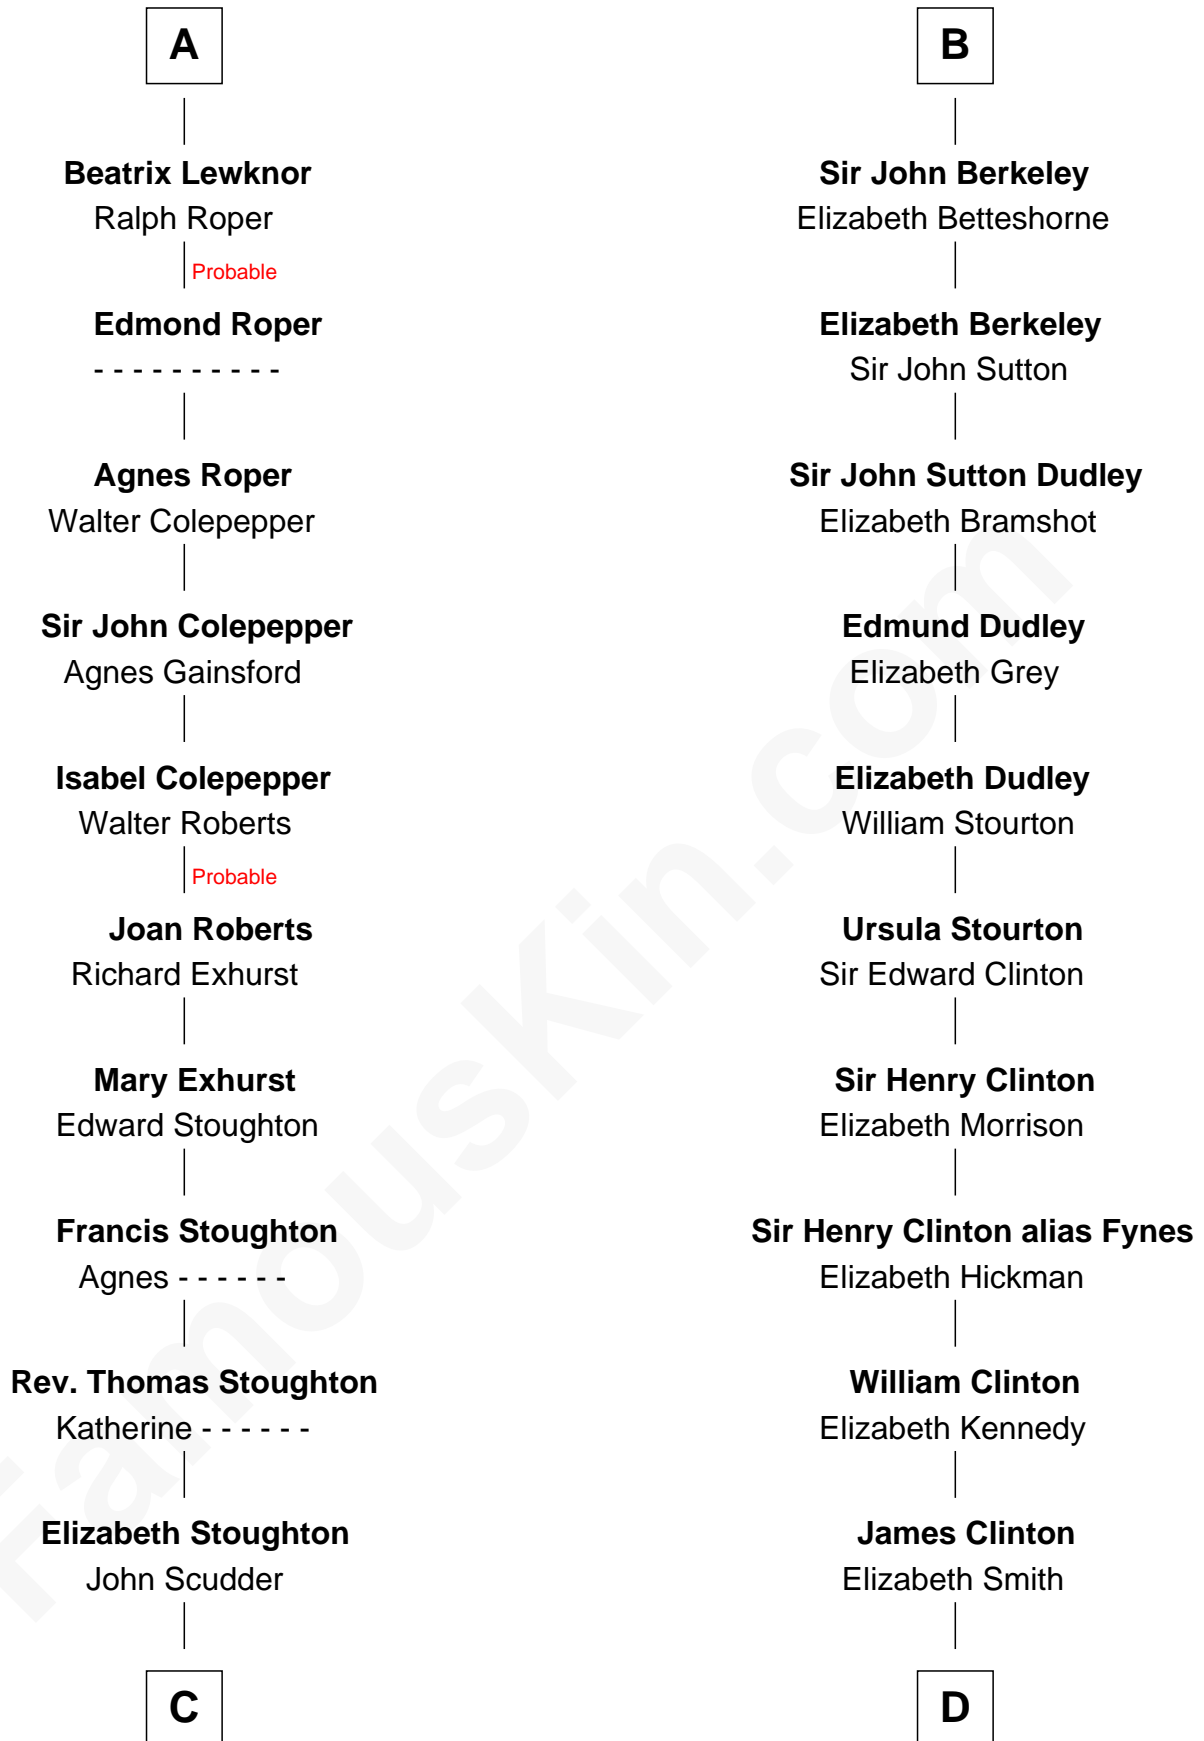 A
Beatrix Lewknor
Ralph Roper
Probable
Edmond Roper
- - - - - - - - - -
Agnes Roper
Walter Colepepper
Sir John Colepepper
Agnes Gainsford
Isabel Colepepper
Walter Roberts
Probable
Joan Roberts
Richard Exhurst
Mary Exhurst
Edward Stoughton
Francis Stoughton
Agnes - - - - - -
Rev. Thomas Stoughton
Katherine - - - - - -
Elizabeth Stoughton
John Scudder
C
B
Sir John Berkeley
Elizabeth Betteshorne
Elizabeth Berkeley
Sir John Sutton
Sir John Sutton Dudley
Elizabeth Bramshot
Edmund Dudley
Elizabeth Grey
Elizabeth Dudley
William Stourton
Ursula Stourton
Sir Edward Clinton
Sir Henry Clinton
Elizabeth Morrison
Sir Henry Clinton alias Fynes
Elizabeth Hickman
William Clinton
Elizabeth Kennedy
James Clinton
Elizabeth Smith
D
FamousKin.com